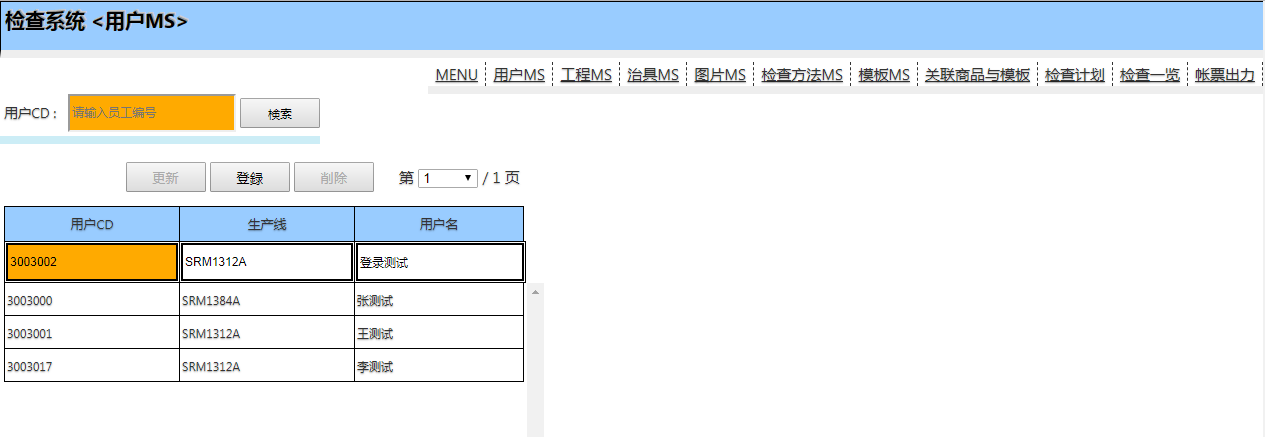 检查系统 <用户MS>
MENU 用户MS 工程MS 治具MS 图片MS 检查方法MS 模板MS 关联商品与模板 检查计划 检查一览 帐票出力
用户CD： 请输入员工编号 検索
更新 登録 削除 第 1 / 1 页
用户CD 生产线 用户名
3003002 SRM1312A 登录测试
3003000 SRM1384A 张测试
3003001 SRM1312A 王测试
3003017 SRM1312A 李测试